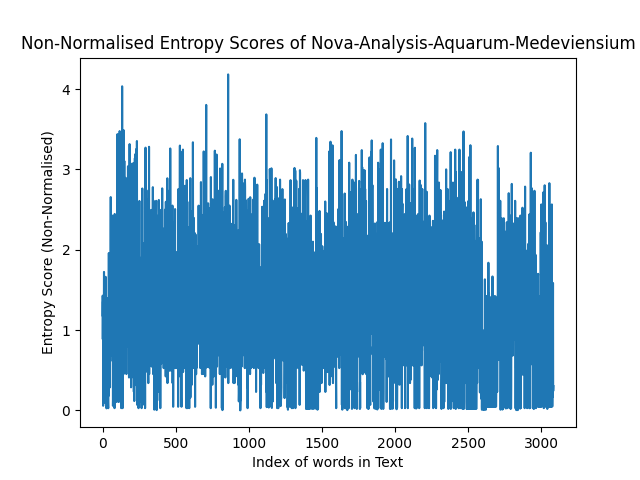 Non-Normalised Entropy Scores of Nova-Analysis-Aquarum-Medeviensium
Entropy Score (Non-Normalised)
4
3
2
1
0
0 500 1000 1500 2000 2500 3000
Index of words in Text